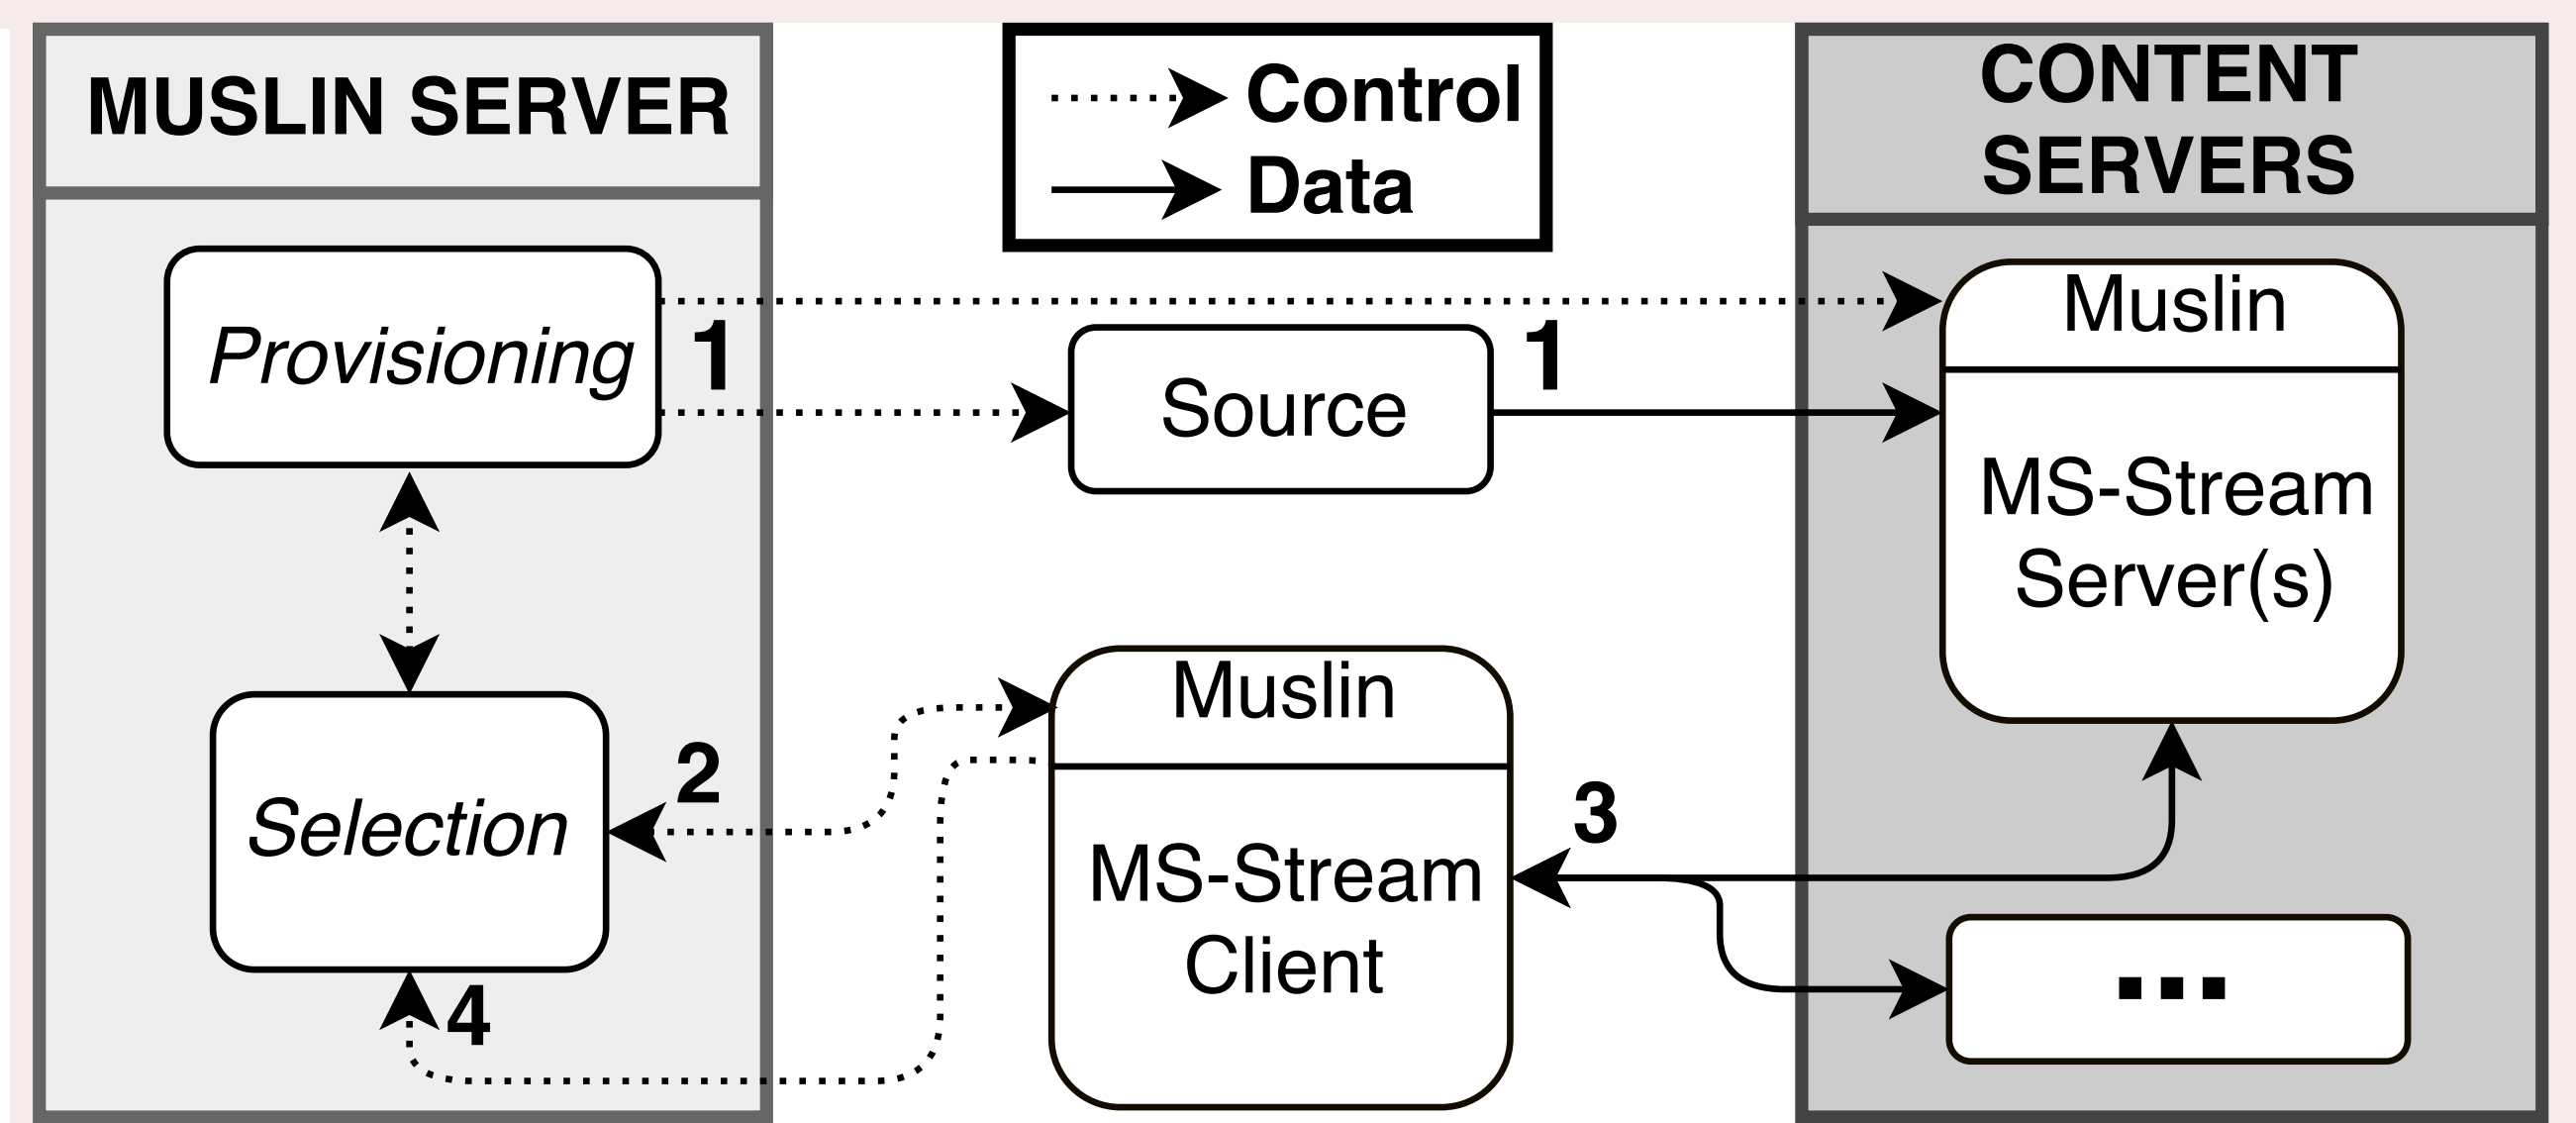 MUSLIN SERVER
Control
Data
CONTENT
SERVERS
Provisioning
1
Source
1
Muslin
MS-Stream
Server(s)
Selection
2
4
Muslin
MS-Stream
Client
3
...